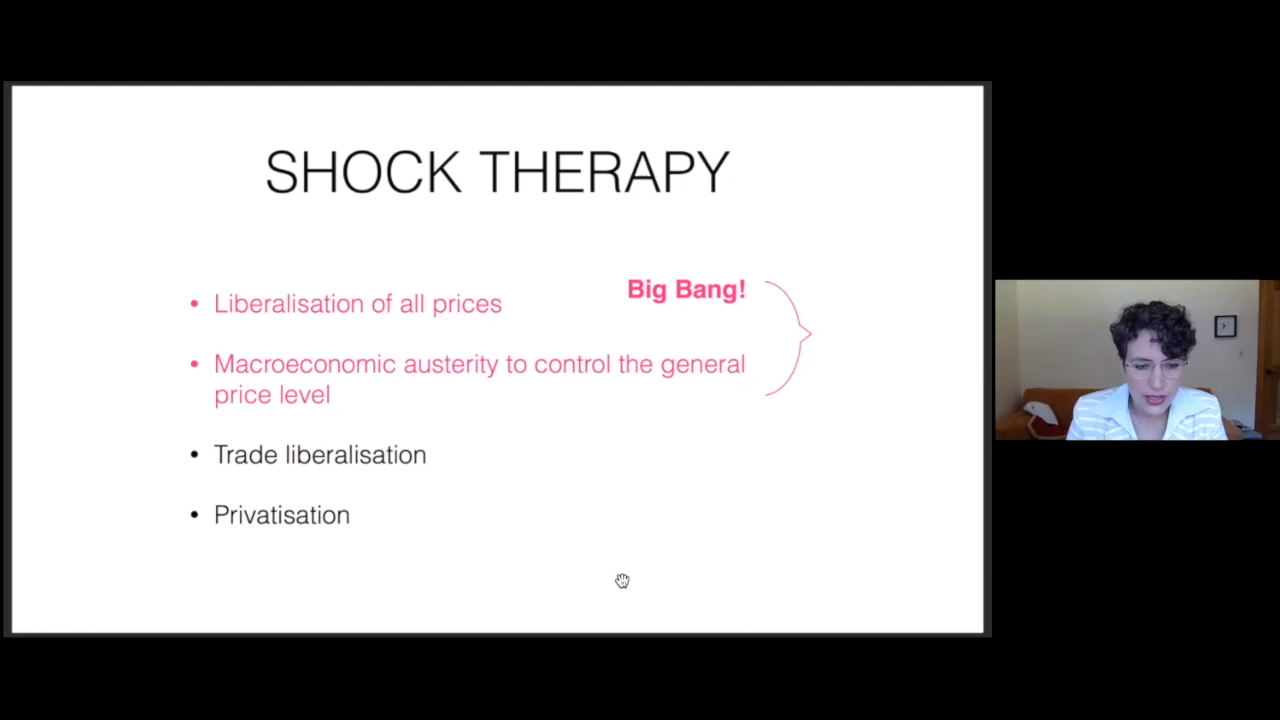 SHOCK THERAPY
Big Bang!
• Liberalisation of all prices
• Macroeconomic austerity to control the general
price level
• Trade liberalisation
• Privatisation